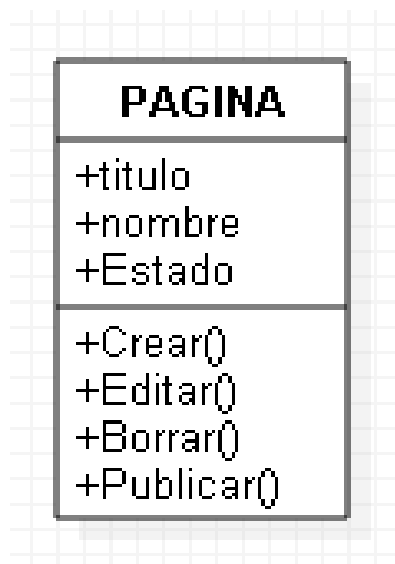 PAGINA
+titulo
+nombre
+Estado
+Crear()
+Editar()
+Borrar()
+Publicar()